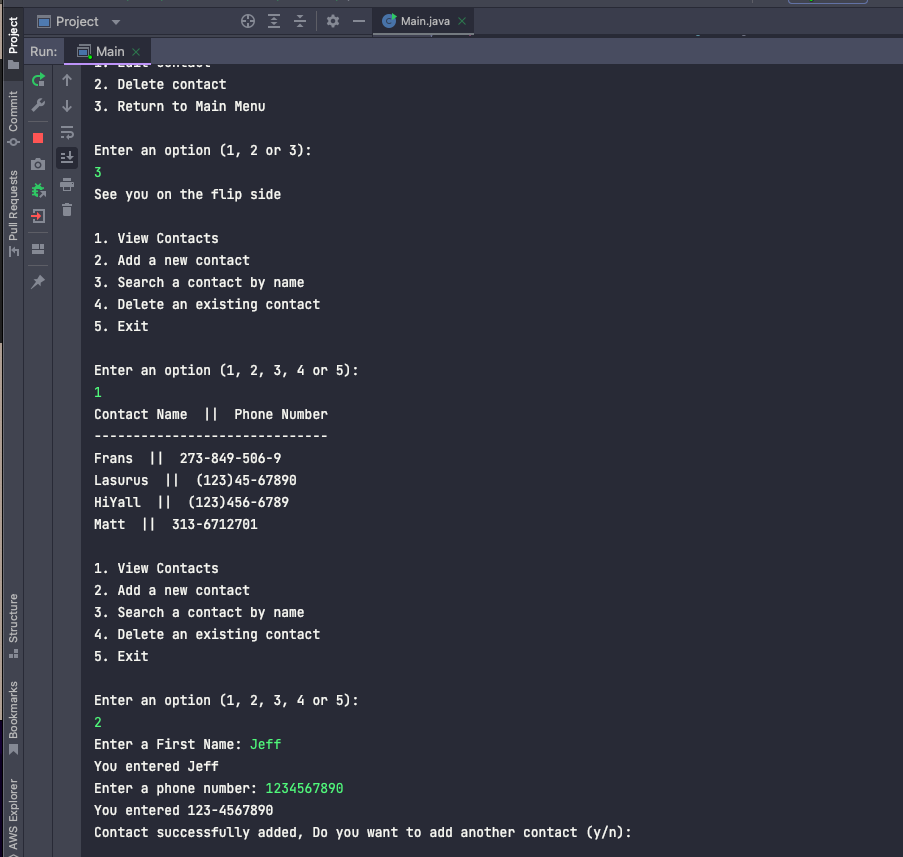 Project
Main.java
Run:
Main
Project
Commit
Pull Requests
Structure
Bookmarks
AWS Explorer
1. Edit contact
2. Delete contact
3. Return to Main Menu
Enter an option (1, 2 or 3):
3
See you on the flip side
1. View Contacts
2. Add a new contact
3. Search a contact by name
4. Delete an existing contact
5. Exit
Enter an option (1, 2, 3, 4 or 5):
1
Contact Name  ||  Phone Number
------------------------------
Frans  ||  273-849-506-9
Lasurus  ||  (123)45-67890
HiYall  ||  (123)456-6789
Matt  ||  313-6712701
1. View Contacts
2. Add a new contact
3. Search a contact by name
4. Delete an existing contact
5. Exit
Enter an option (1, 2, 3, 4 or 5):
2
Enter a First Name: Jeff
You entered Jeff
Enter a phone number: 1234567890
You entered 123-4567890
Contact successfully added, Do you want to add another contact (y/n):